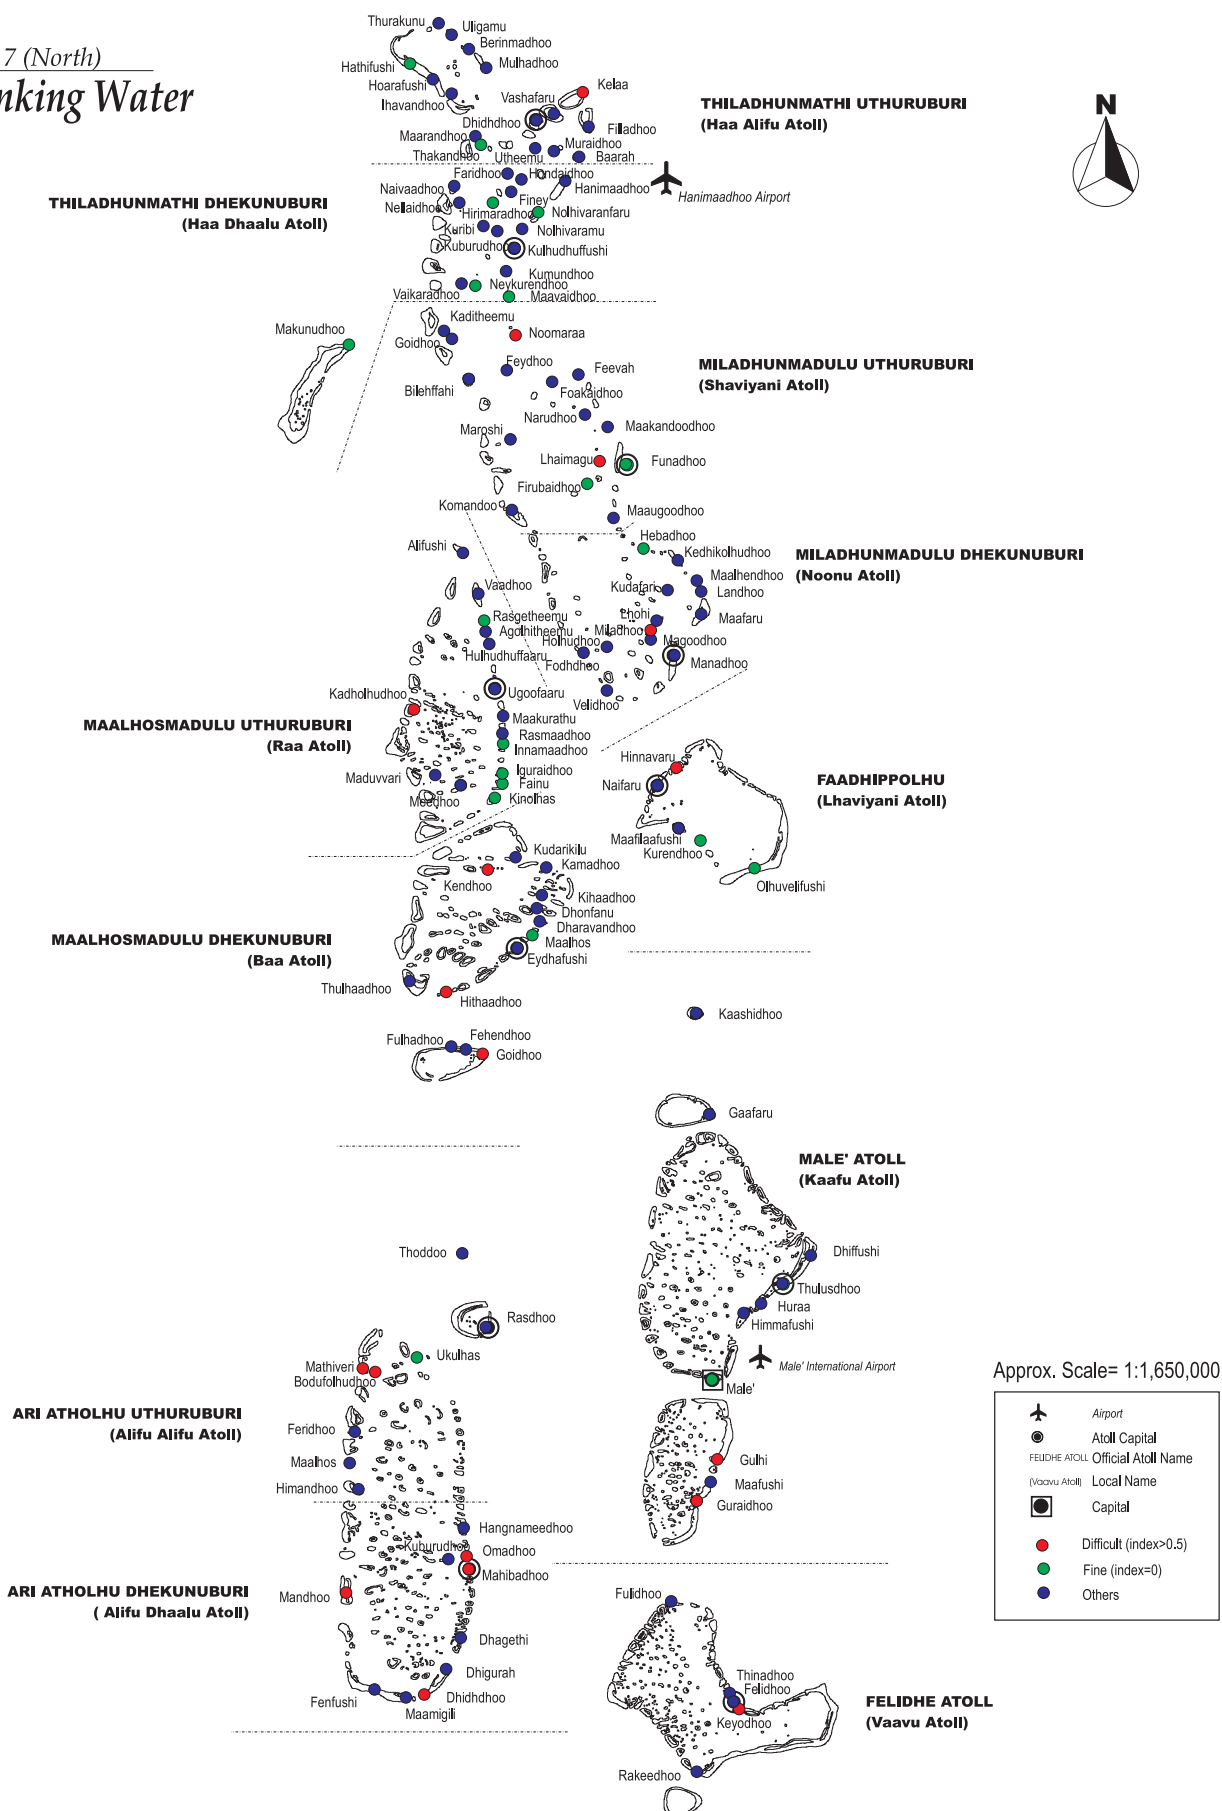 7 (North)
nking Water
Thurakunu
Uligamu
Berinmadhoo
Mulhadhoo
Hathifushi
Hoarafushi
Ihavandhoo
Kelaa
Vashafaru
Dhidhdhoo
Filladhoo
Maarandhoo
Thakandhoo
Utheemu
Muraidhoo
Baarah
THILADHUNMATHI UTHURUBURI
(Haa Alifu Atoll)
N
Faridhoo
Hondaidhoo
Hanimaadhoo
Hanimaadhoo Airport
Naivaadhoo
Finey
Nellaidhoo
Hirimaradhoo
Nolhivaranfaru
THILADHUNMATHI DHEKUNUBURI
(Haa Dhaalu Atoll)
Kuribi
Nolhivaramu
Kuburudhoo
Kulhudhuffushi
Kumundhoo
Neykurendhoo
Vaikaradhoo
Maavaidhoo
Makunudhoo
Kaditheemu
Goidhoo
Noomaraa
Feydhoo
Feevah
Bilehffahi
Foakaidhoo
MILADHUNMADULU UTHURUBURI
(Shaviyani Atoll)
Narudhoo
Maakandoodhoo
Maroshi
Lhaimagu
Funadhoo
Firubaidhoo
Komandoo
Maaugoodhoo
Alifushi
Hebadhoo
Kedhikolhudhoo
MILADHUNMADULU DHEKUNUBURI
(Noonu Atoll)
Maalhendhoo
Kudafari
Landhoo
Vaadhoo
Maafaru
Rasgetheemu
Lhohi
Agolhitheemu
Miladhoo
Holhudhoo
Magoodhoo
Hulhudhuffaaru
Fodhdhoo
Manadhoo
Kadholhudhoo
Ugoofaaru
Velidhoo
MAALHOSMADULU UTHURUBURI
(Raa Atoll)
Maakurathu
Rasmaadhoo
Innamaadhoo
Hinnavaru
Maduvvari
Iguraidhoo
Fainu
Naifaru
FAADHIPPOLHU
(Lhaviyani Atoll)
Meedhoo
Kinolhas
Maafilaafushi
Kurendhoo
Kudarikilu
Kamadhoo
Kendhoo
Olhuvelifushi
Kihaadhoo
Dhonfanu
Dharavandhoo
Maalhos
MAALHOSMADULU DHEKUNUBURI
(Baa Atoll)
Eydhafushi
Thulhaadhoo
Hithaadhoo
Kaashidhoo
Fulhadhoo
Fehendhoo
Goidhoo
Gaafaru
MALE' ATOLL
(Kaafu Atoll)
Thoddoo
Dhiffushi
Thulusdhoo
Huraa
Himmafushi
Rasdhoo
Ukulhas
Mathiveri
Bodufolhudhoo
Male' International Airport
Male'
ARI ATHOLHU UTHURUBURI
(Alifu Alifu Atoll)
Feridhoo
Maalhos
Himandhoo
Gulhi
Maafushi
Guraidhoo
Hangnameedhoo
Kuburudhoo
Omadhoo
Mahibadhoo
ARI ATHOLHU DHEKUNUBURI
( Alifu Dhaalu Atoll)
Mandhoo
Dhagethi
Dhigurah
Fenfushi
Dhidhdhoo
Maamigili
Fulidhoo
Thinadhoo
Felidhoo
Keyodhoo
FELIDHE ATOLL
(Vaavu Atoll)
Rakeedhoo
Approx. Scale= 1:1,650,000
Airport
Atoll Capital
FELIDHE ATOLL Official Atoll Name
(Vaavu Atoll) Local Name
Capital
Difficult (index>0.5)
Fine (index=0)
Others